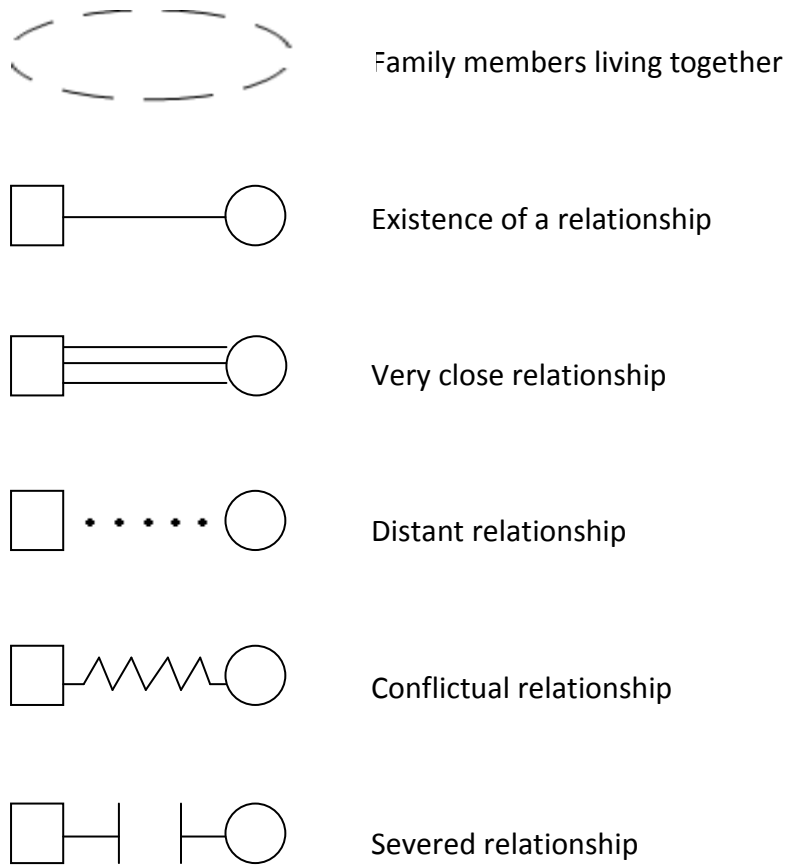 Family members living together
Existence of a relationship
Very close relationship
Distant relationship
Conflictual relationship
Severed relationship